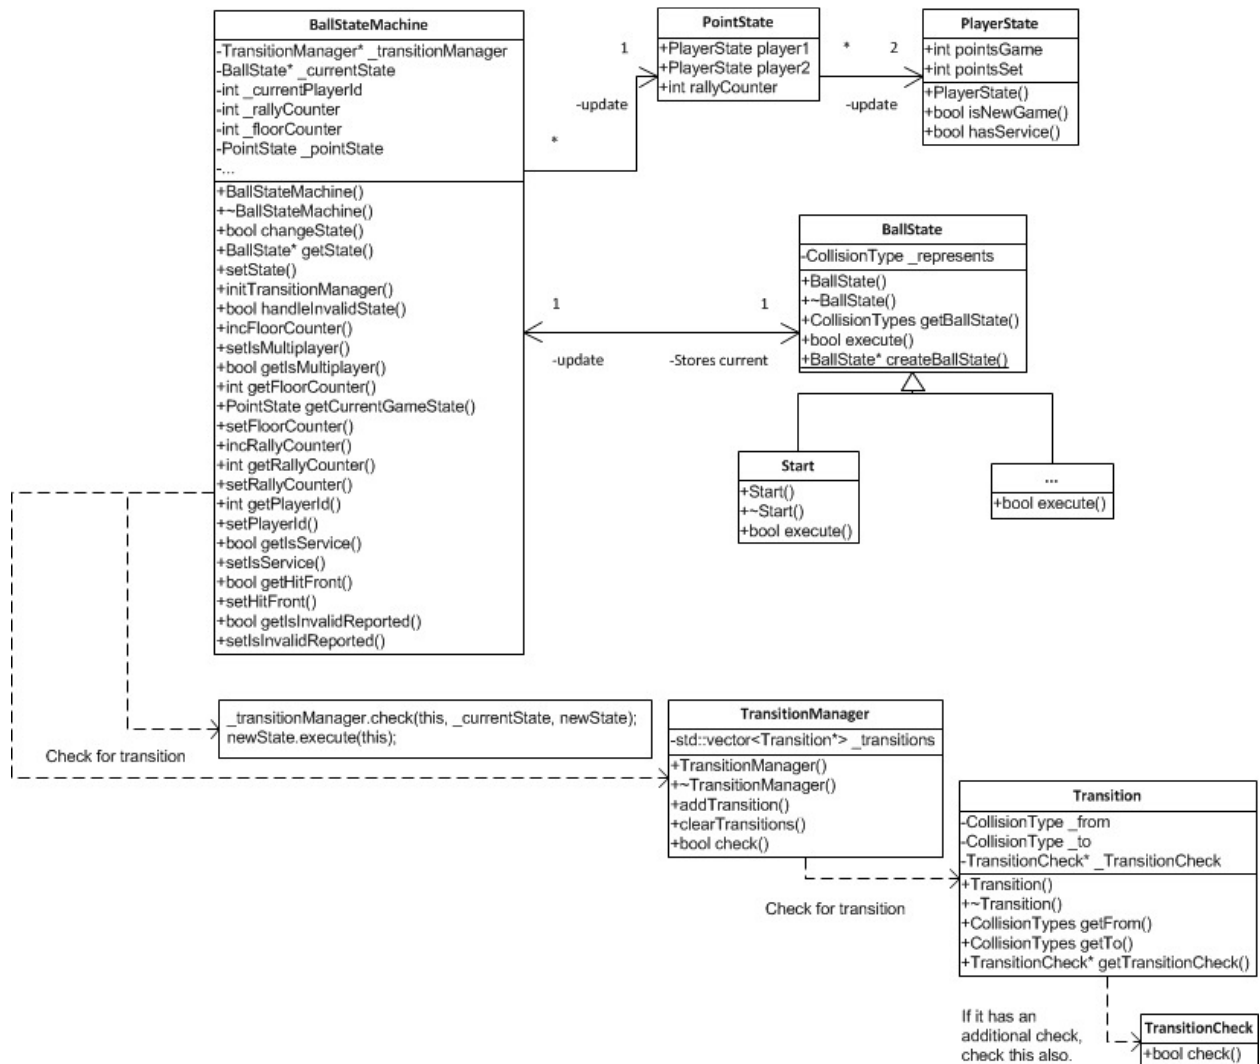 BallStateMachine
-TransitionManager* _transitionManager
-BallState* _currentState
-int _currentPlayerId
-int _rallyCounter
-int _floorCounter
-PointState _pointState
-...
+BallStateMachine()
+~BallStateMachine()
+bool changeState()
+BallState* getState()
+setState()
+initTransitionManager()
+bool handleInvalidState()
+incFloorCounter()
+setIsMultiplayer()
+bool getIsMultiplayer()
+int getFloorCounter()
+PointState getCurrentGameState()
+setFloorCounter()
+incRallyCounter()
+int getRallyCounter()
+setRallyCounter()
+int getPlayerId()
+setPlayerId()
+bool getIsService()
+setIsService()
+bool getHitFront()
+setHitFront()
+bool getIsInvalidReported()
+setIsInvalidReported()
1
-update
*
PointState
+PlayerState player1
+PlayerState player2
+int rallyCounter
*
2
-update
PlayerState
+int pointsGame
+int pointsSet
+PlayerState()
+bool isNewGame()
+bool hasService()
1
1
-update
-Stores current
BallState
-CollisionType _represents
+BallState()
+~BallState()
+CollisionTypes getBallState()
+bool execute()
+BallState* createBallState()
Start
+Start()
+~Start()
+bool execute()
...
+bool execute()
_transitionManager.check(this, _currentState, newState);
newState.execute(this);
Check for transition
TransitionManager
-std::vector<Transition*> _transitions
+TransitionManager()
+~TransitionManager()
+addTransition()
+clearTransitions()
+bool check()
Check for transition
Transition
-CollisionType _from
-CollisionType _to
-TransitionCheck* _TransitionCheck
+Transition()
+~Transition()
+CollisionTypes getFrom()
+CollisionTypes getTo()
+TransitionCheck* getTransitionCheck()
If it has an
additional check,
check this also.
TransitionCheck
+bool check()